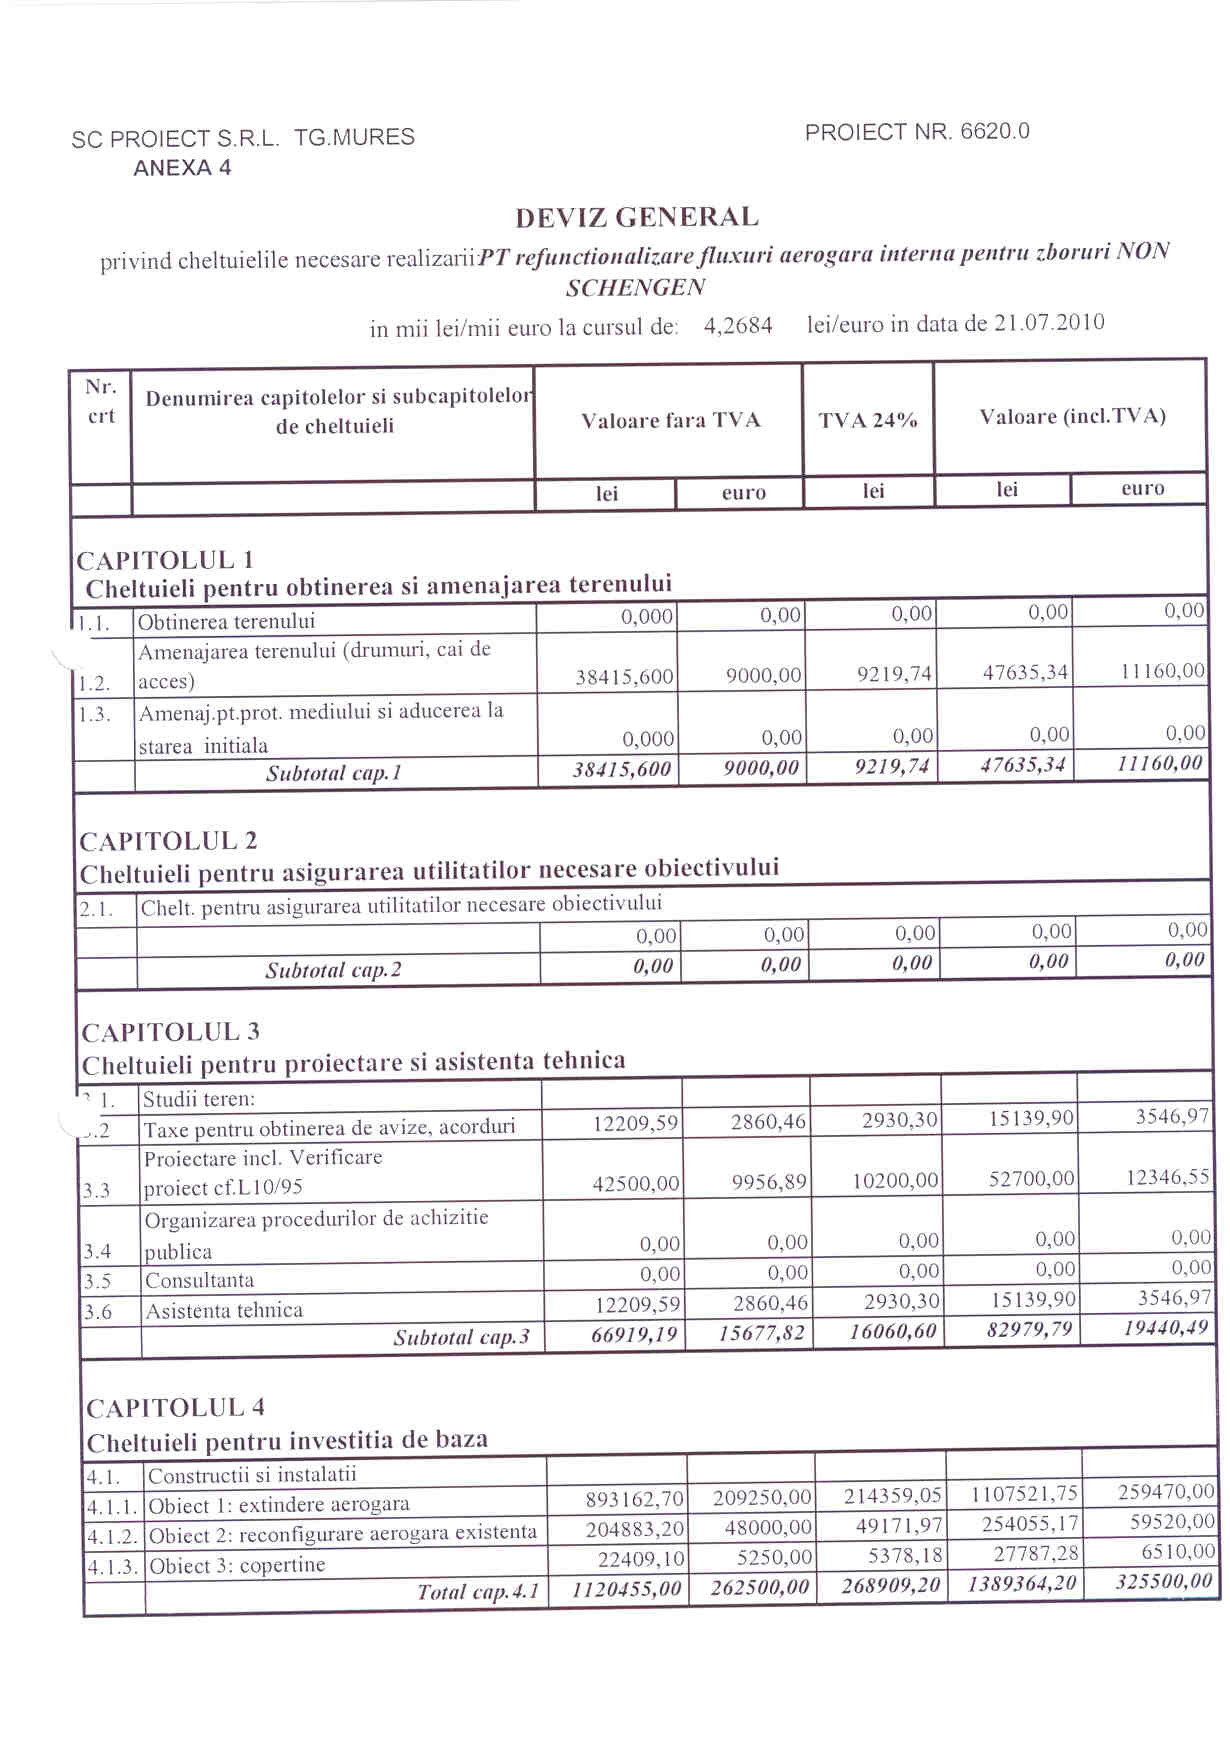 SC PROIECT S.R.L. TG.MURES PROIECT NR. 6620.0
ANEXA 4
DEVIZ GENERAL
privind cheltuielile necesare realizarii:PT refunctionalizare fluxuri aerogara interna pentru zboruri NON
SCHENGEN
in mii lei/mii euro la cursul de: 4,2684 lei/euro in data de 21.07.2010
Nr. crt Denumirea capitolelor si subcapitolelor de cheltuieli Valoare fara TVA TVA 24% Valoare (incl.TVA)
lei euro lei lei euro
CAPITOLUL 1
Cheltuieli pentru obtinerea si amenajarea terenului
1.1. Obtinerea terenului 0,000 0,00 0,00 0,00 0,00
Amenajarea terenului (drumuri, cai de
1.2. acces) 38415,600 9000,00 9219,74 47635,34 11160,00
1.3. Amenaj.pt.prot. mediului si aducerea la
starea initiala 0,000 0,00 0,00 0,00 0,00
Subtotal cap.1 38415,600 9000,00 9219,74 47635,34 11160,00
CAPITOLUL 2
Cheltuieli pentru asigurarea utilitatilor necesare obiectivului
2.1. Chelt. pentru asigurarea utilitatilor necesare obiectivului
0,00 0,00 0,00 0,00 0,00
Subtotal cap.2 0,00 0,00 0,00 0,00 0,00
CAPITOLUL 3
Cheltuieli pentru proiectare si asistenta tehnica
1. Studii teren:
.2 Taxe pentru obtinerea de avize, acorduri 12209,59 2860,46 2930,30 15139,90 3546,97
Proiectare incl. Verificare
3.3 proiect cf.L10/95 42500,00 9956,89 10200,00 52700,00 12346,55
Organizarea procedurilor de achizitie
3.4 publica 0,00 0,00 0,00 0,00 0,00
3.5 Consultanta 0,00 0,00 0,00 0,00 0,00
3.6 Asistenta tehnica 12209,59 2860,46 2930,30 15139,90 3546,97
Subtotal cap.3 66919,19 15677,82 16060,60 82979,79 19440,49
CAPITOLUL 4
Cheltuieli pentru investitia de baza
4.1. Constructii si instalatii
4.1.1. Obiect 1: extindere aerogara 893162,70 209250,00 214359,05 1107521,75 259470,00
4.1.2. Obiect 2: reconfigurare aerogara existenta 204883,20 48000,00 49171,97 254055,17 59520,00
4.1.3. Obiect 3: copertine 22409,10 5250,00 5378,18 27787,28 6510,00
Total cap.4.1 1120455,00 262500,00 268909,20 1389364,20 325500,00